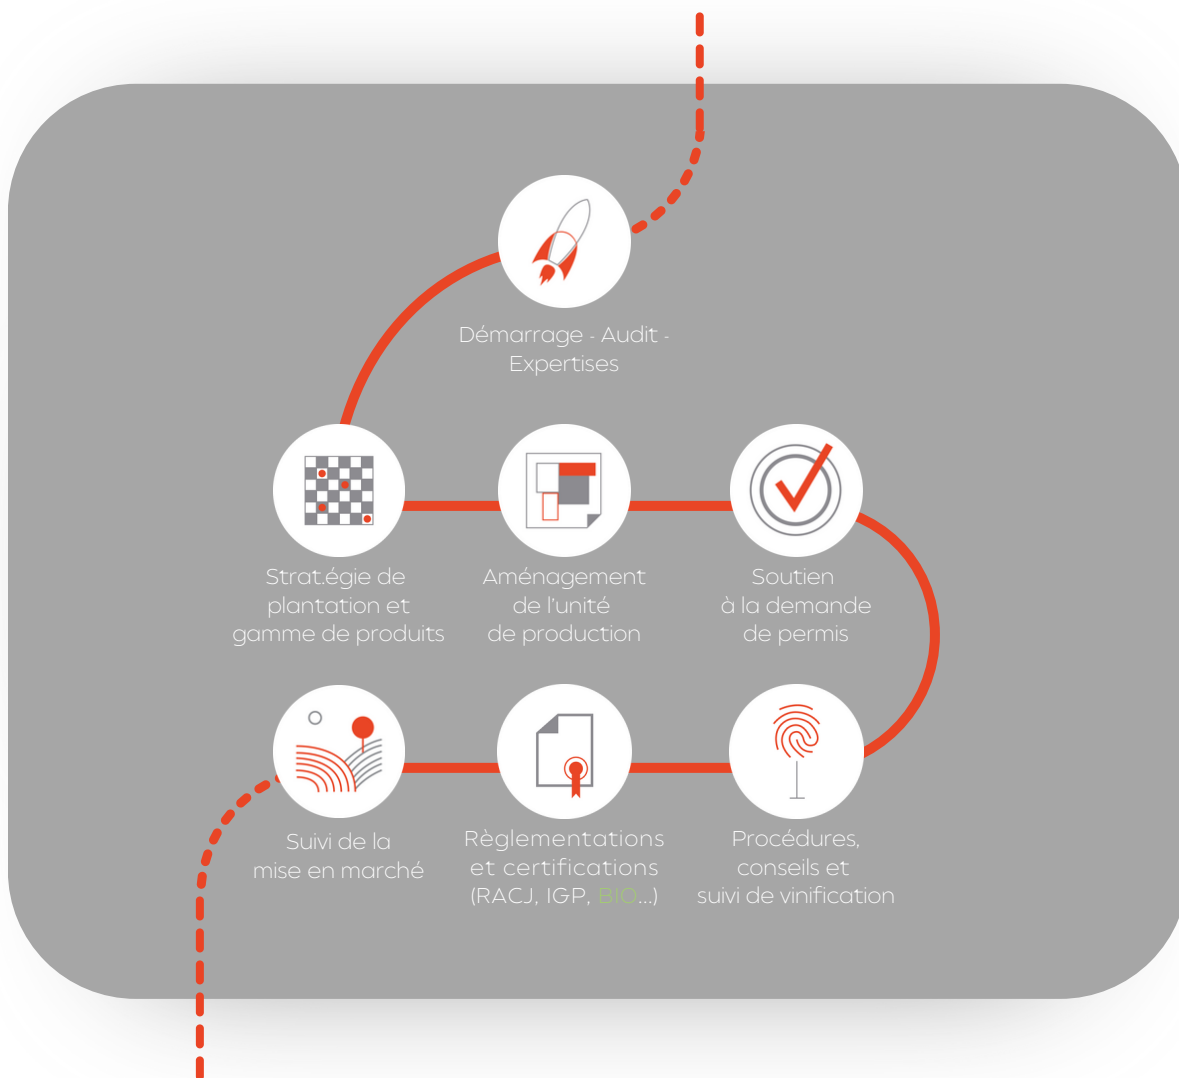 Démarrage - Audit -
Expertises
Strat.égie de
plantation et
gamme de produits
Aménagement
de l'unité
de production
Soutien
à la demande
de permis
Suivi de la
mise en marché
Règlementations
et certifications
(RACJ, IGP, BIO...)
Procédures,
conseils et
suivi de vinification